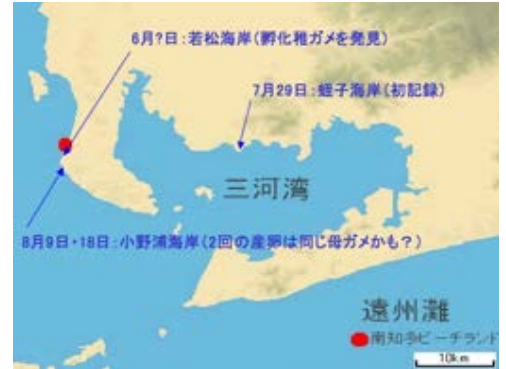 6月?日:若松海岸(孵化稚ガメを発見)
7月29日:蛭子海岸(初記録)
三河湾
8月9日・18日:小野浦海岸(2回の産卵は同じ母ガメかも?)
遠州灘
南知多ビーチランド
10km